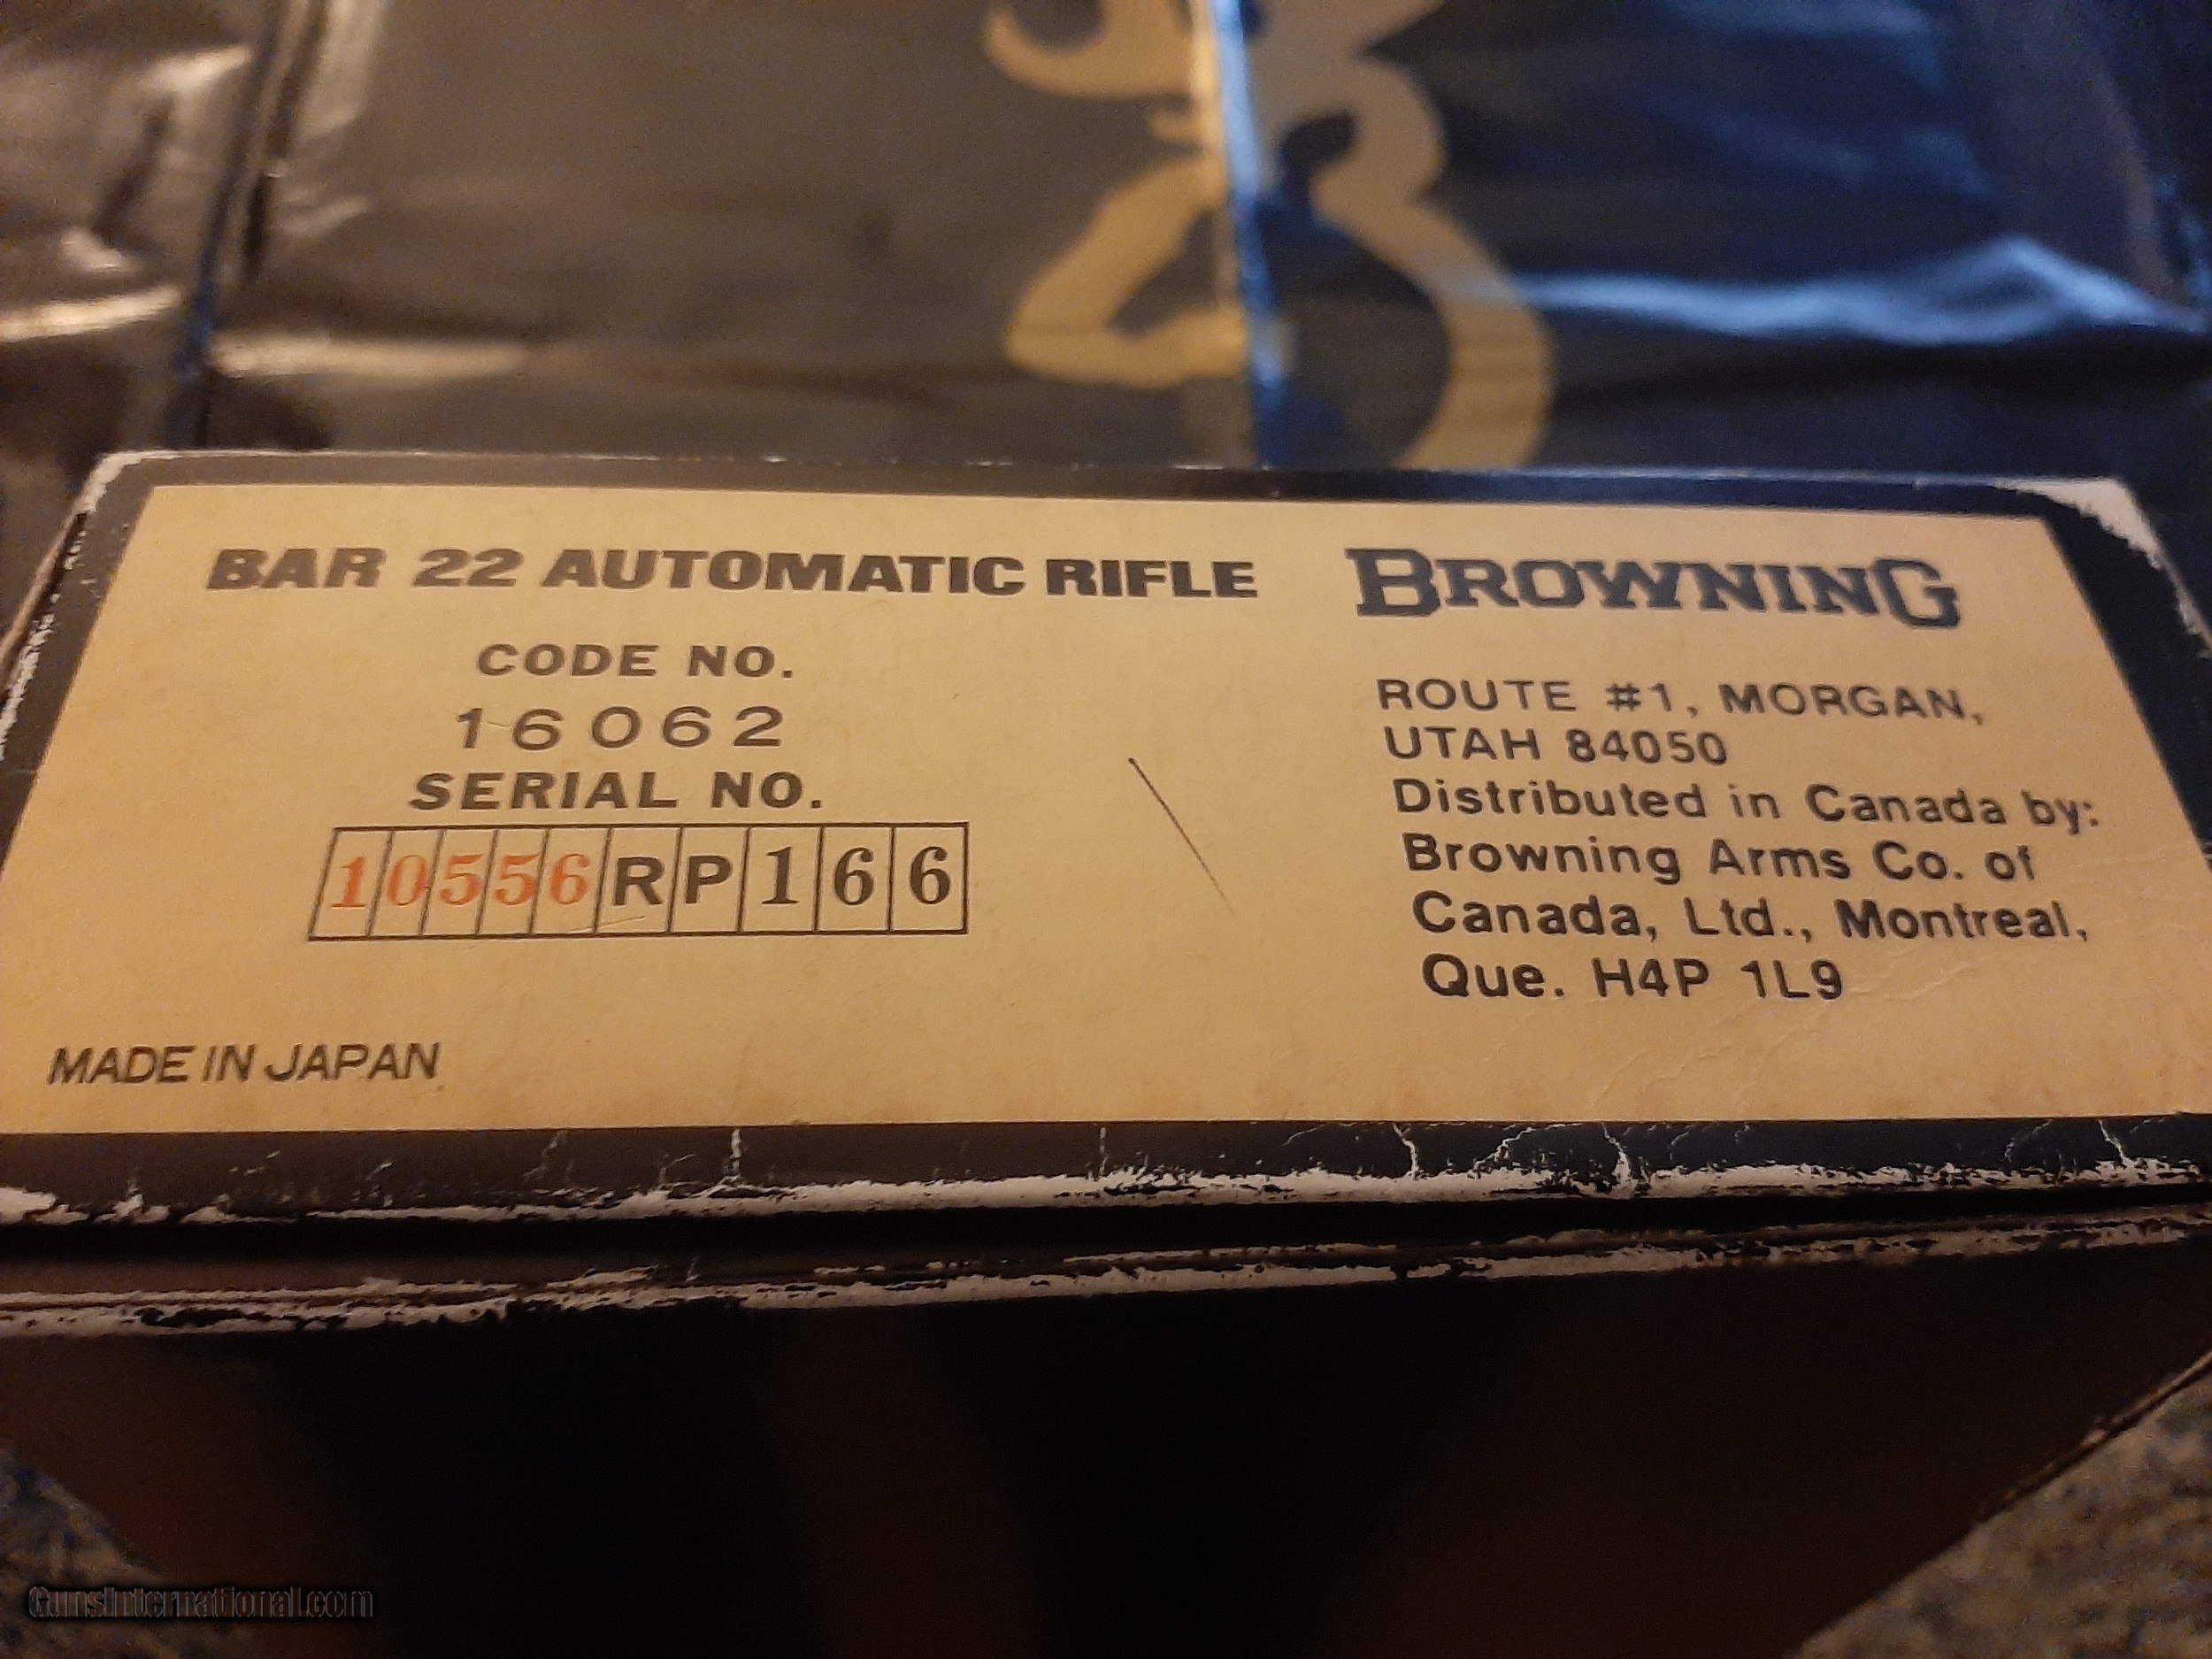 BAR 22 AUTOMATIC RIFLE
CODE NO.
16062
SERIAL NO.
10556RP166
MADE IN JAPAN
BROWNING
ROUTE #1, MORGAN,
UTAH 84050
Distributed in Canada by:
Browning Arms Co. of
Canada, Ltd., Montreal,
Que. H4P 1L9
GunsInternational.com